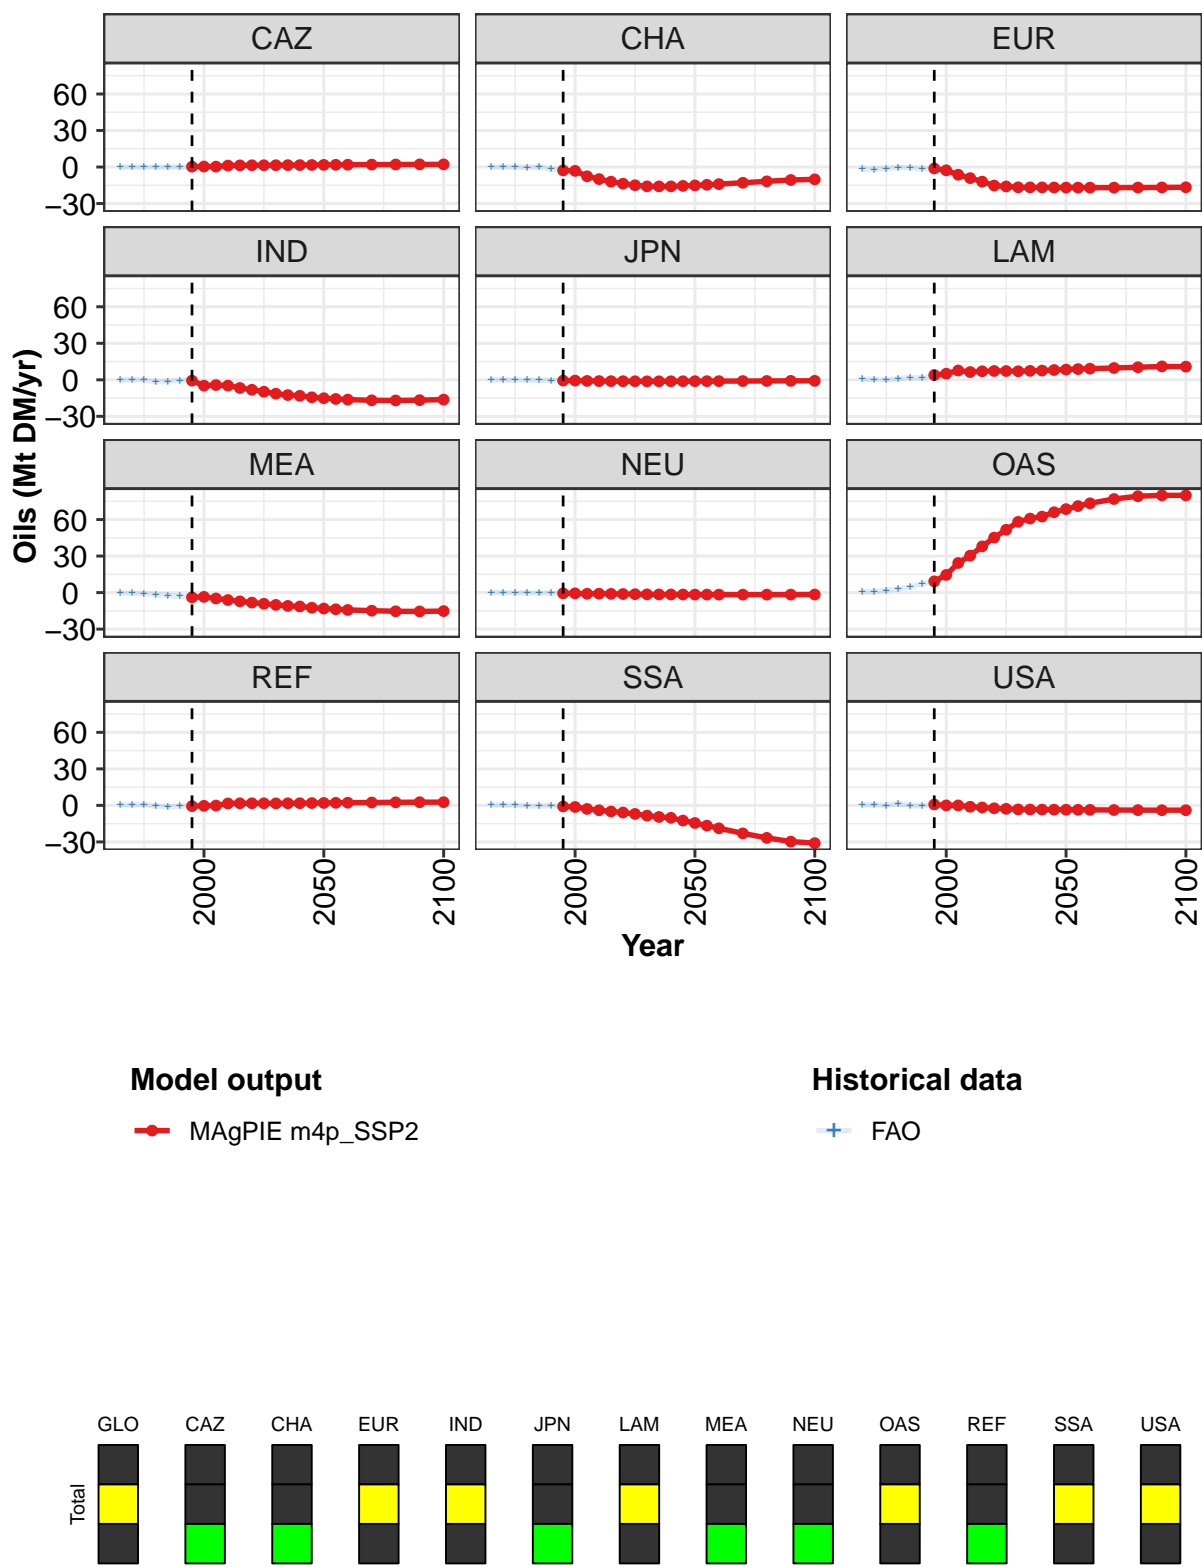 CAZ CHA EUR
60
30
0
−30
IND JPN LAM
60
30
0
−30
MEA NEU OAS
60
30
0
−30
REF SSA USA
60
30
0
−30
Oils (Mt DM/yr)
2000 2050 2100 2000 2050 2100 2000 2050 2100
Year
Model output Historical data
MAgPIE m4p_SSP2 FAO
GLO CAZ CHA EUR IND JPN LAM MEA NEU OAS REF SSA USA
Total